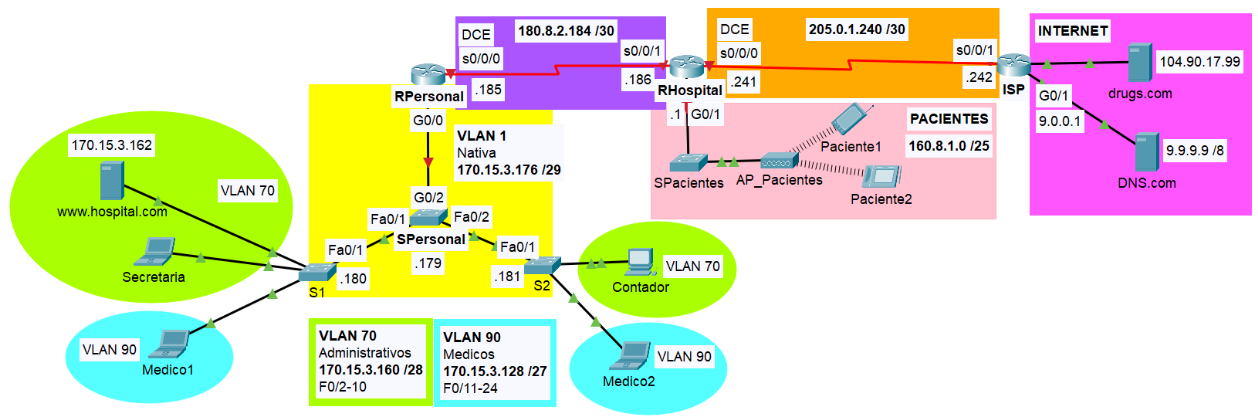 180.8.2.184 /30
205.0.1.240 /30
INTERNET
DCE
s0/0/0
.185
RPersonal
s0/0/1
.186
RHospital
DCE
s0/0/0
.241
s0/0/1
.242
ISP
104.90.17.99
drugs.com
G0/1
9.0.0.1
9.9.9.9 /8
DNS.com
G0/0
.1
G0/1
PACIENTES
160.8.1.0 /25
Paciente1
SPacientes
AP_Pacientes
Paciente2
VLAN 1
Nativa
170.15.3.176 /29
170.15.3.162
VLAN 70
www.hospital.com
Secretaria
G0/2
Fa0/1
Fa0/2
SPersonal
.179
Fa0/1
.180
S1
Fa0/1
.181
S2
Contador
VLAN 70
VLAN 90
Medico1
VLAN 70
Administrativos
170.15.3.160 /28
F0/2-10
VLAN 90
Medicos
170.15.3.128 /27
F0/11-24
Medico2
VLAN 90